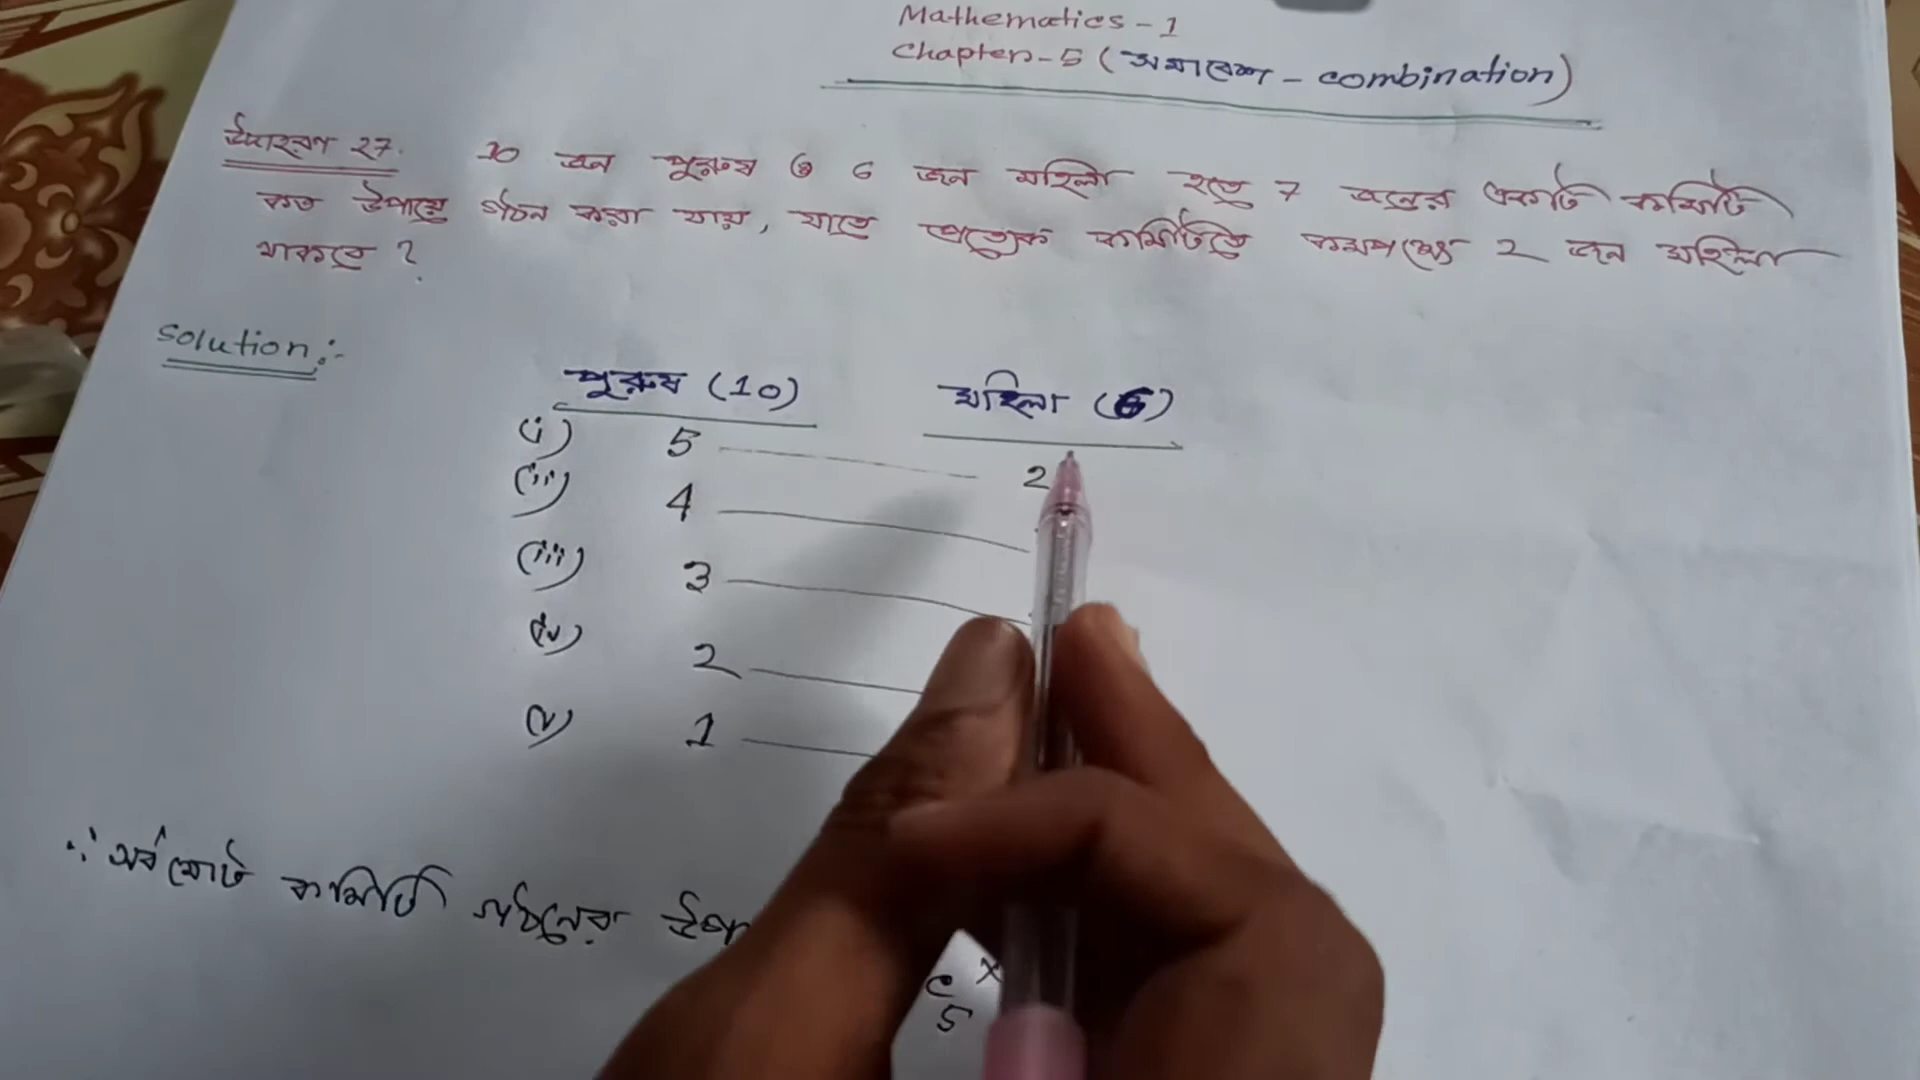 Mathematics - 1
Chapter-5 (সমাবেশ - combination)
উদাহরণ 27. 10 জন পুরুষ ও 6 জন মহিলা হতে 7 জনের একটি কমিটি
কত উপায়ে গঠন করা যায়, যাতে প্রত্যেক কমিটিতে কমপক্ষে 2 জন মহিলা
থাকবে ?
Solution:-
পুরুষ (10) মহিলা (6)
(i) 5 2
(ii) 4
(iii) 3
(iv) 2
(v) 1
∴ সর্বমোট কমিটি গঠনের
c ×
5